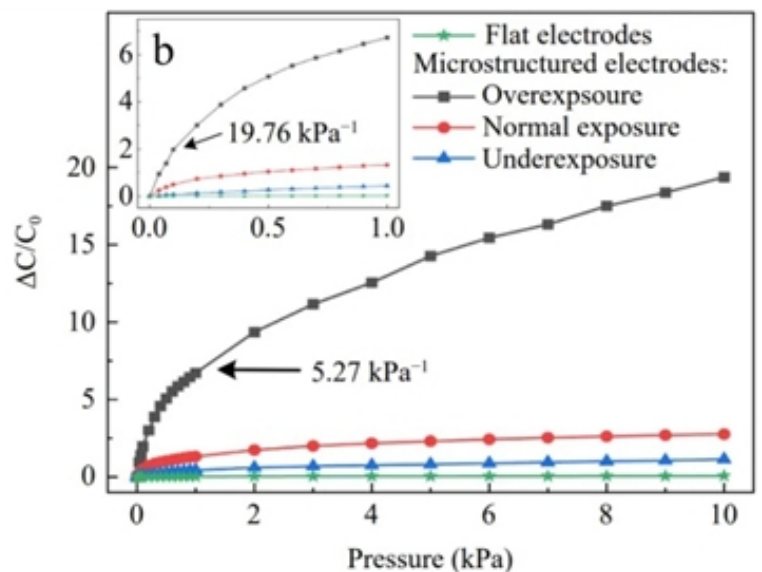 b
6
4
2
0
19.76 kPa⁻¹
0.0 0.5 1.0
Flat electrodes
Microstructured electrodes:
Overexpsoure
Normal exposure
Underexposure
20
15
10
5
0
ΔC/C₀
5.27 kPa⁻¹
0 2 4 6 8 10
Pressure (kPa)